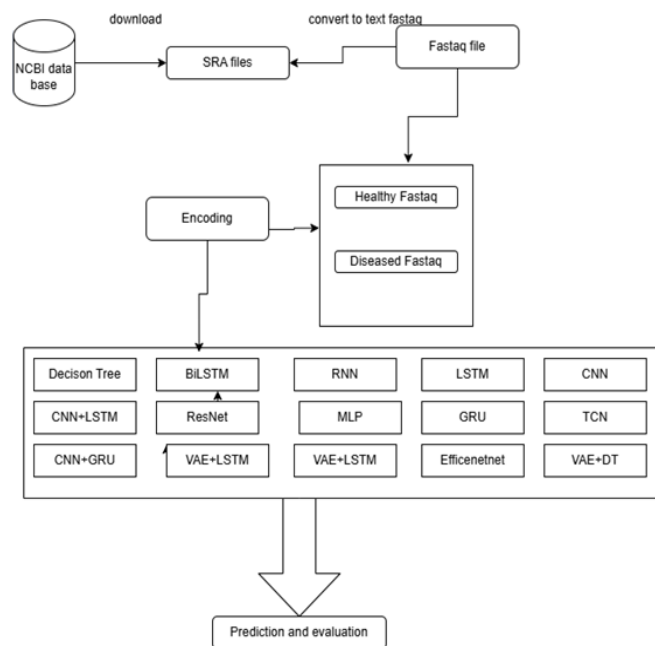 download
convert to text fastaq
NCBI data
base
SRA files
Fastaq file
Healthy Fastaq
Encoding
Diseased Fastaq
Decison Tree
BiLSTM
RNN
LSTM
CNN
CNN+LSTM
ResNet
MLP
GRU
TCN
CNN+GRU
VAE+LSTM
VAE+LSTM
Efficenetnet
VAE+DT
Prediction and evaluation